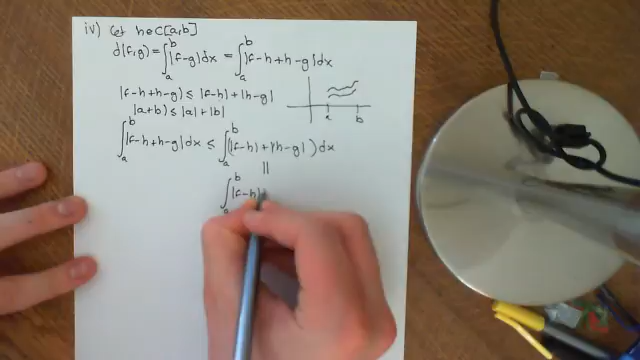 iv) Let h∈C[a,b]
d(f,g) = ∫_a^b |f-g|dx = ∫_a^b |f-h+h-g|dx
|f-h+h-g| ≤ |f-h| + |h-g|
|a+b| ≤ |a| + |b|
a b
∫_a^b |f-h+h-g|dx ≤ ∫_a^b (|f-h| + |h-g|)dx
||
∫_a^b |f-h|